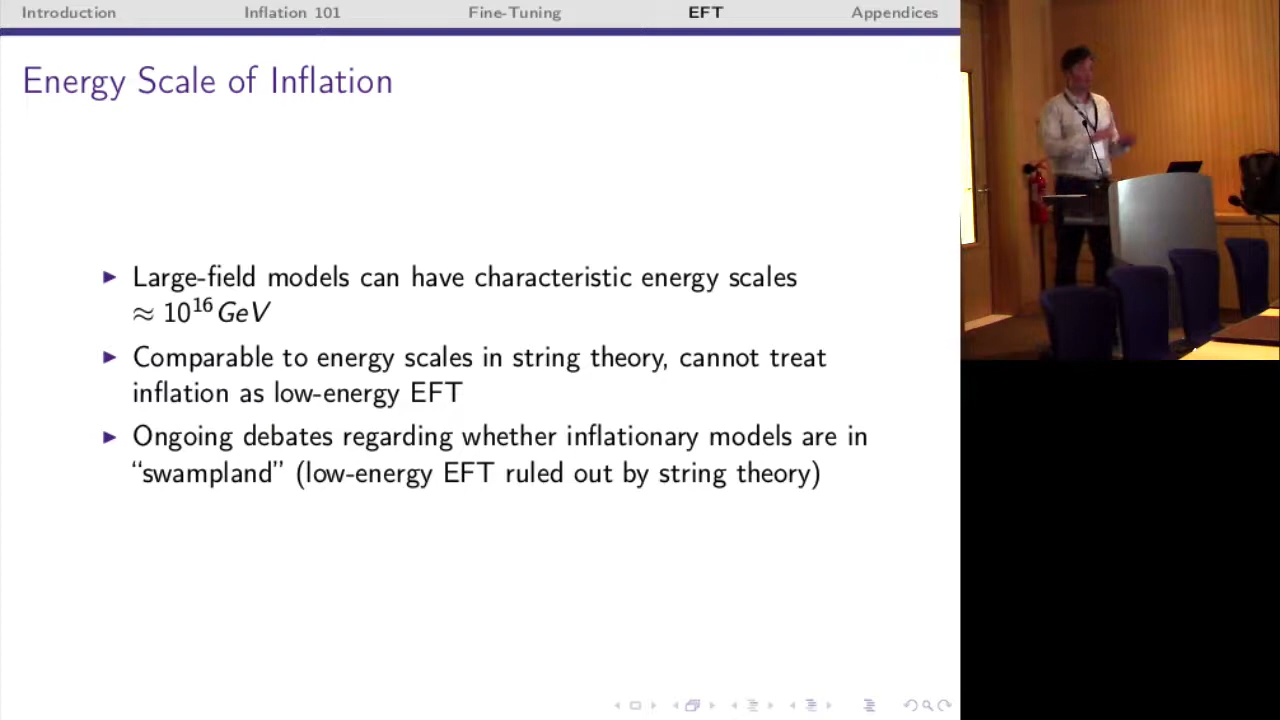 Introduction Inflation 101 Fine-Tuning EFT Appendices
Energy Scale of Inflation
Large-field models can have characteristic energy scales
≈ 10¹⁶ GeV
Comparable to energy scales in string theory, cannot treat
inflation as low-energy EFT
Ongoing debates regarding whether inflationary models are in
“swampland” (low-energy EFT ruled out by string theory)